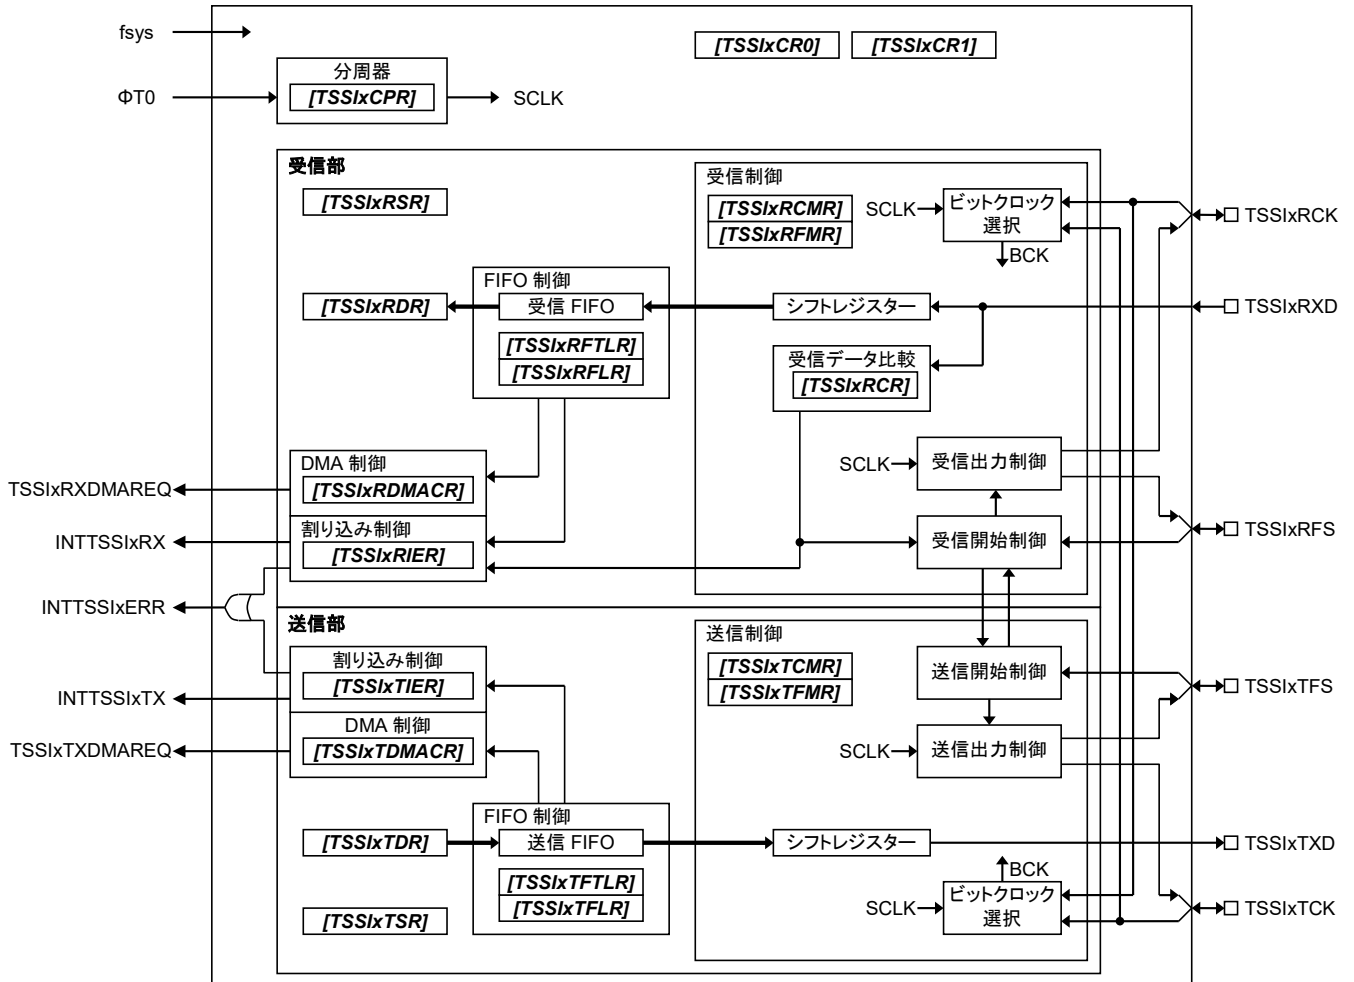 fsys
[TSSIxCR0] [TSSIxCR1]
分周器
ΦT0 [TSSIxCPR] SCLK
受信部
受信制御
[TSSIxRSR]
[TSSIxRCMR]
[TSSIxRFMR]
SCLK ビットクロック
選択
TSSIxRCK
BCK
FIFO 制御
[TSSIxRDR] 受信 FIFO シフトレジスター TSSIxRXD
[TSSIxRFTLR]
[TSSIxRFLR]
受信データ比較
[TSSIxRCR]
DMA 制御
[TSSIxRDMACR]
TSSIxRXDMAREQ
SCLK 受信出力制御
割り込み制御
[TSSIxRIER]
INTTSSIxRX
受信開始制御
TSSIxRFS
INTTSSIxERR
送信部
送信制御
割り込み制御
[TSSIxTIER]
INTTSSIxTX
[TSSIxTCMR]
[TSSIxTFMR]
送信開始制御
TSSIxTFS
DMA 制御
[TSSIxTDMACR]
TSSIxTXDMAREQ
SCLK 送信出力制御
FIFO 制御
[TSSIxTDR] 送信 FIFO シフトレジスター TSSIxTXD
[TSSIxTFTLR]
[TSSIxTFLR]
BCK
SCLK ビットクロック
選択
TSSIxTCK
[TSSIxTSR]